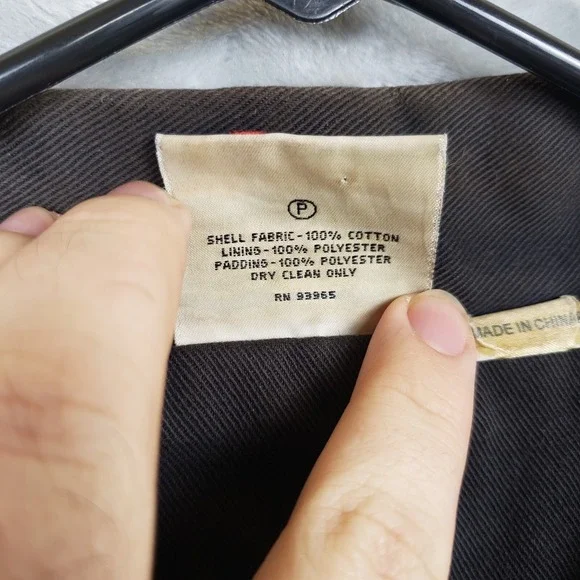 P
SHELL FABRIC-100% COTTON
LINING-100% POLYESTER
PADDING-100% POLYESTER
DRY CLEAN ONLY
RN 93965
MADE IN CHINA